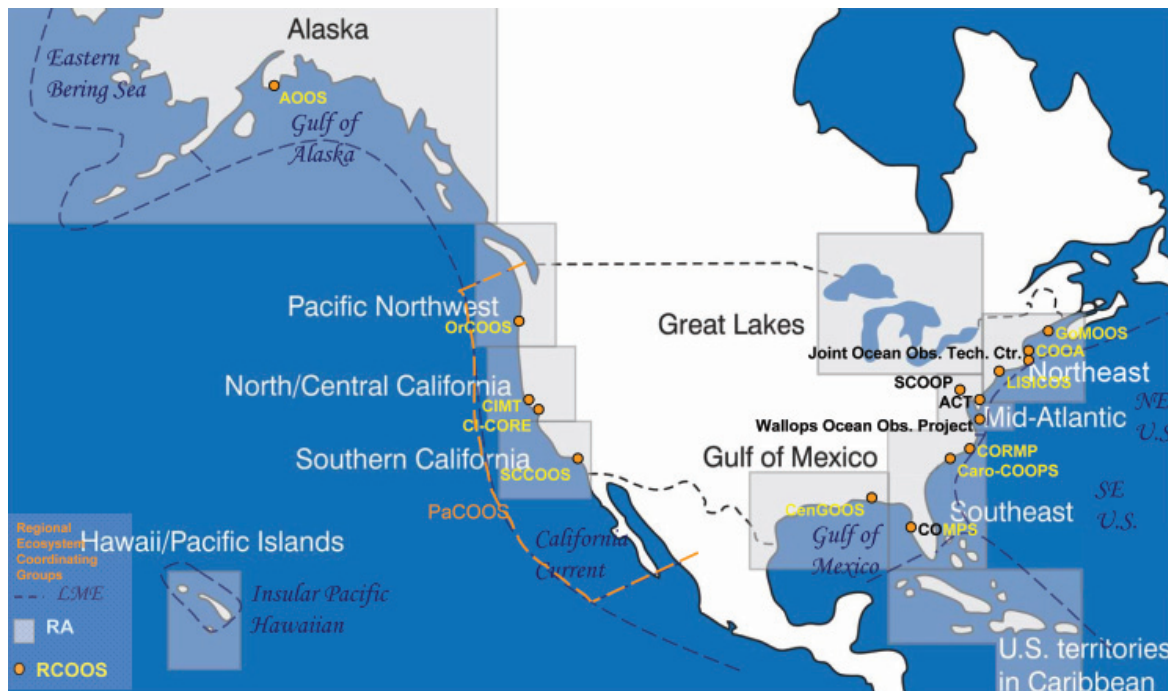 Alaska
Eastern
Bering Sea
AOOS
Gulf of
Alaska
Pacific Northwest
OrCOOS
Great Lakes
GoMOOS
Joint Ocean Obs. Tech. Ctr.
COOA
Northeast
LISICOS
North/Central California
SCOOP
ACT
CIMT
CI-CORE
Mid-Atlantic
NE
U.S.
Wallops Ocean Obs. Project
CORMP
Southern California
Gulf of Mexico
Caro-COOPS
SCCOOS
PaCOOS
CenGOOS
SE
U.S.
Southeast
COMPS
California
Current
Gulf of
Mexico
Regional
Ecosystem
Coordinating
Groups
Hawaii/Pacific Islands
LME
Insular Pacific
Hawaiian
RA
RCOOS
U.S. territories
in Caribbean